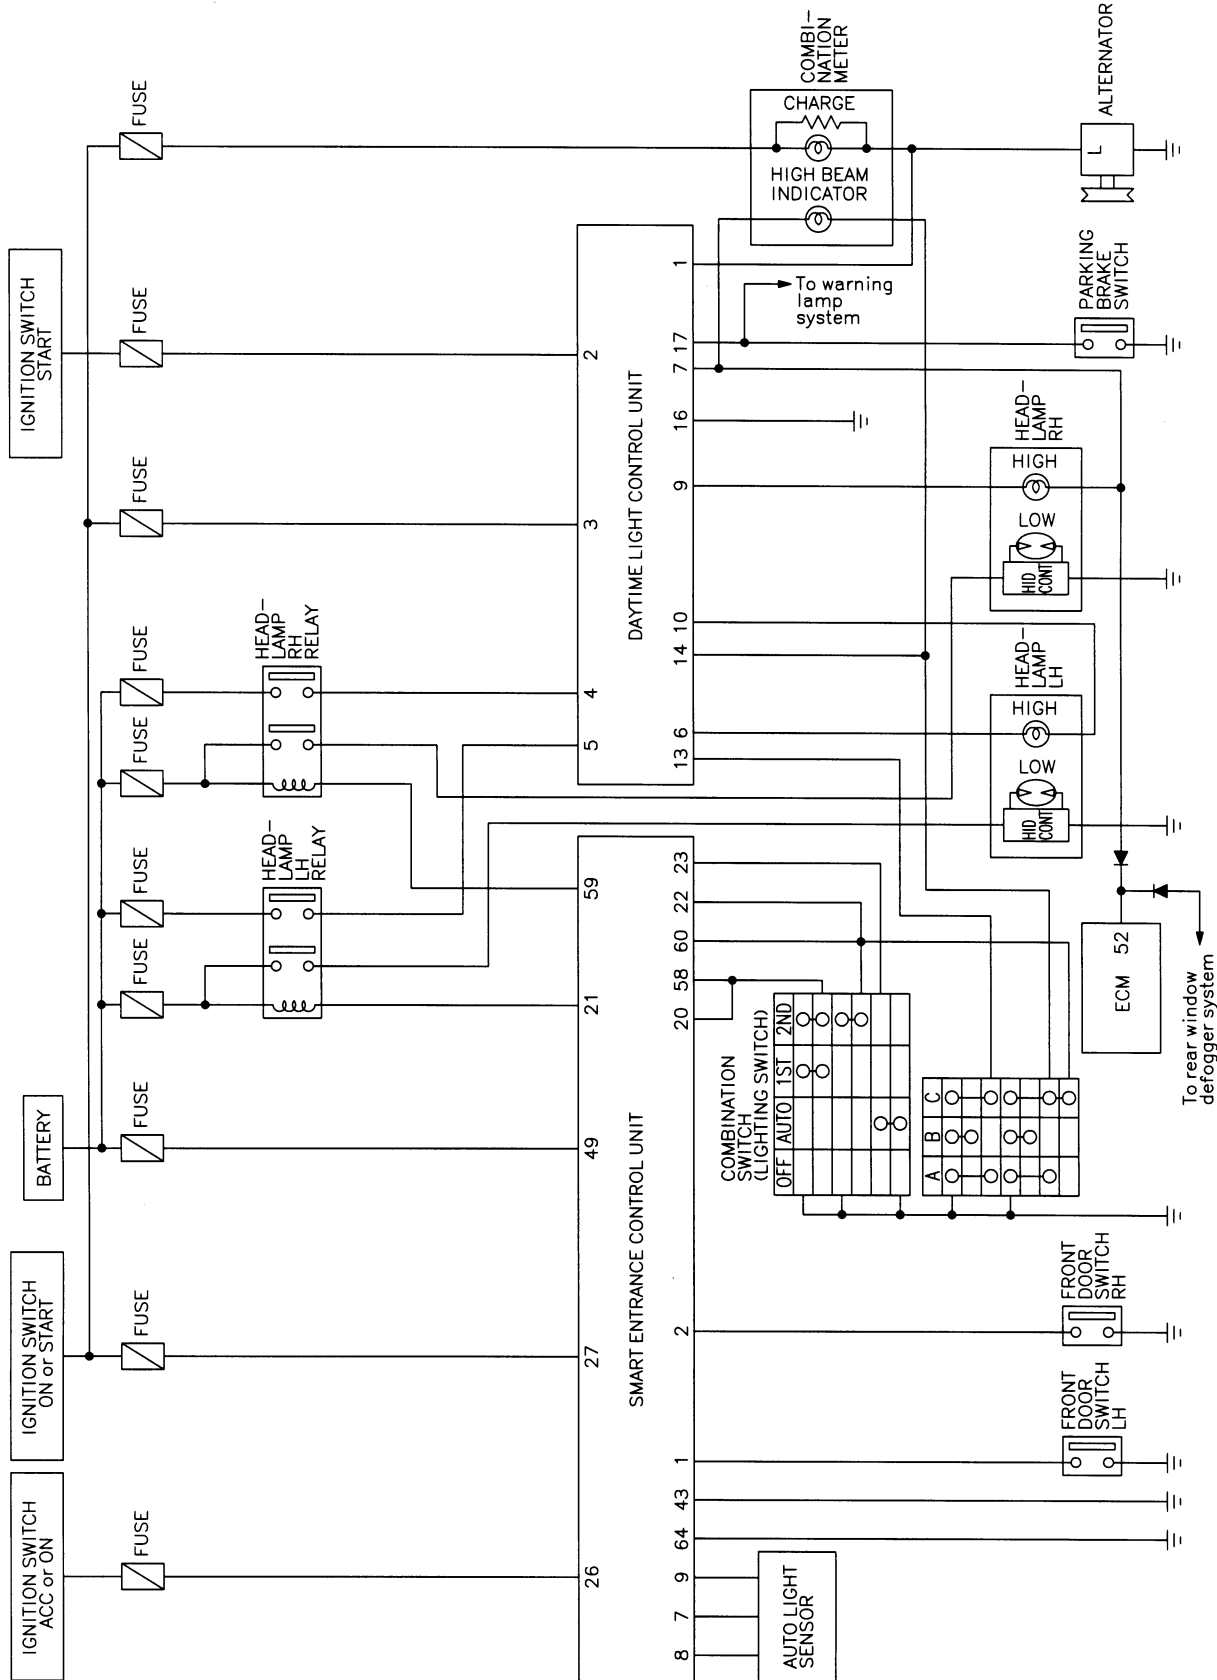 IGNITION SWITCH
ACC or ON
IGNITION SWITCH
ON or START
BATTERY
IGNITION SWITCH
START
FUSE
FUSE
FUSE
FUSE
FUSE
FUSE
FUSE
FUSE
FUSE
FUSE
HEAD-
LAMP
LH
RELAY
HEAD-
LAMP
RH
RELAY
26
27
49
21
59
5
4
3
2
SMART ENTRANCE CONTROL UNIT
DAYTIME LIGHT CONTROL UNIT
8
7
9
64
43
1
2
20
58
60
22
23
13
6
14
10
9
16
7
17
1
AUTO LIGHT
SENSOR
COMBINATION
SWITCH
(LIGHTING SWITCH)
OFF
AUTO
1ST
2ND
A
B
C
To warning
lamp
system
COMBI-
NATION
METER
CHARGE
HIGH BEAM
INDICATOR
FRONT
DOOR
SWITCH
LH
FRONT
DOOR
SWITCH
RH
HEAD-
LAMP
LH
HIGH
LOW
HID
CONT
HEAD-
LAMP
RH
HIGH
LOW
HID
CONT
PARKING
BRAKE
SWITCH
ALTERNATOR
L
ECM
52
To rear window
defogger system